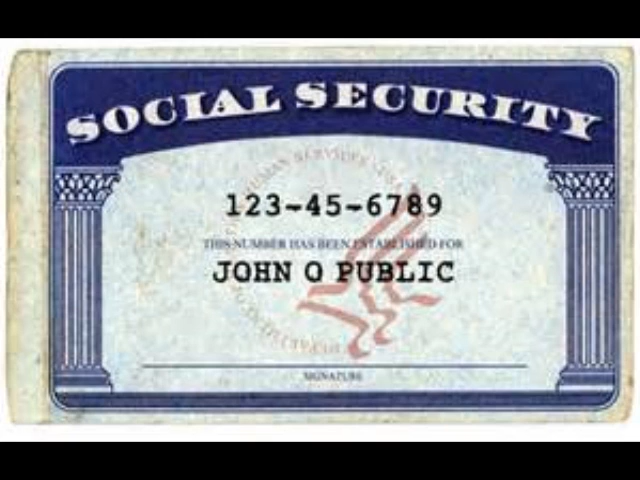 SOCIAL SECURITY
123-45-6789
THIS NUMBER HAS BEEN ESTABLISHED FOR
JOHN Q PUBLIC
SIGNATURE